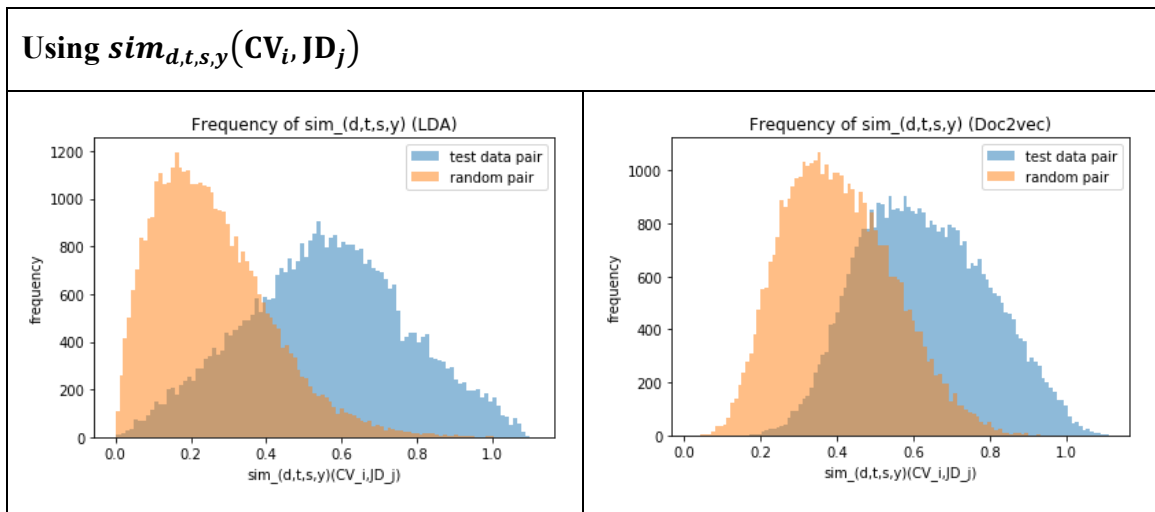 Using sim_{d,t,s,y}(CV_i, JD_j)
Frequency of sim_(d,t,s,y) (LDA)
test data pair
random pair
1200
1000
800
600
400
200
0
frequency
0.0 0.2 0.4 0.6 0.8 1.0
sim_(d,t,s,y)(CV_i,JD_j)
Frequency of sim_(d,t,s,y) (Doc2vec)
test data pair
random pair
1000
800
600
400
200
0
frequency
0.0 0.2 0.4 0.6 0.8 1.0
sim_(d,t,s,y)(CV_i,JD_j)